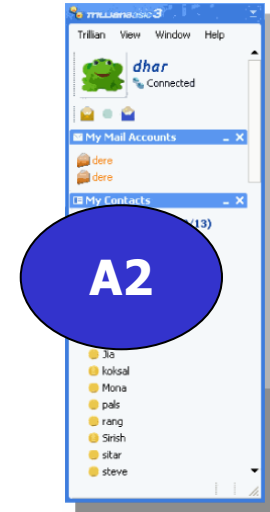 TRILLIAN BASIC 3
Trillian View Window Help
dhar
Connected
My Mail Accounts
dere
dere
My Contacts
/13)
A2
Jia
koksal
Mona
pals
rang
Sirish
sitar
steve